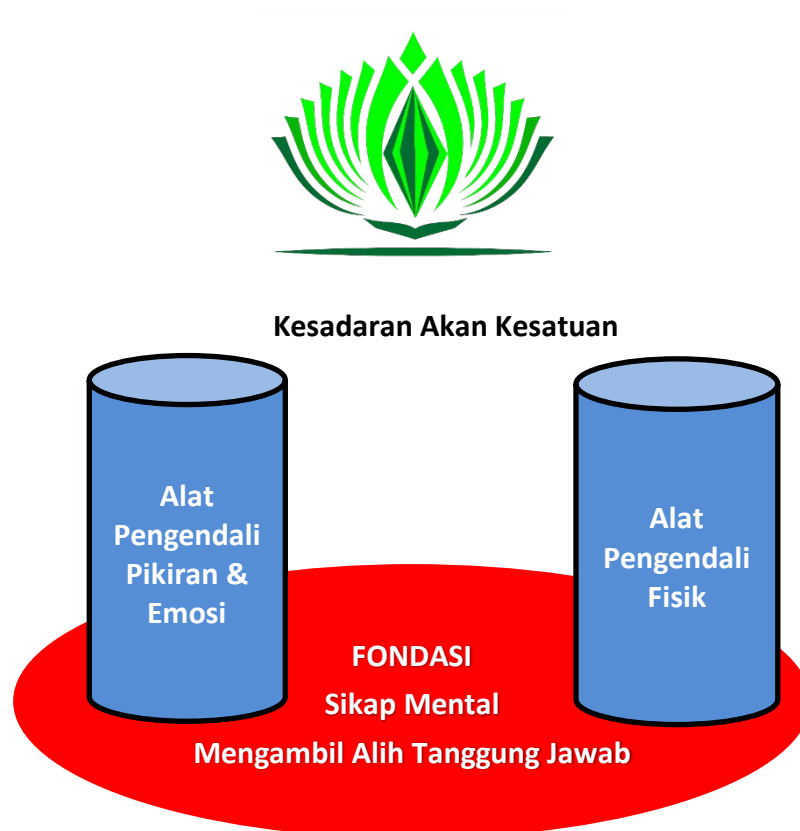 Kesadaran Akan Kesatuan
Alat
Pengendali
Pikiran &
Emosi
Alat
Pengendali
Fisik
FONDASI
Sikap Mental
Mengambil Alih Tanggung Jawab